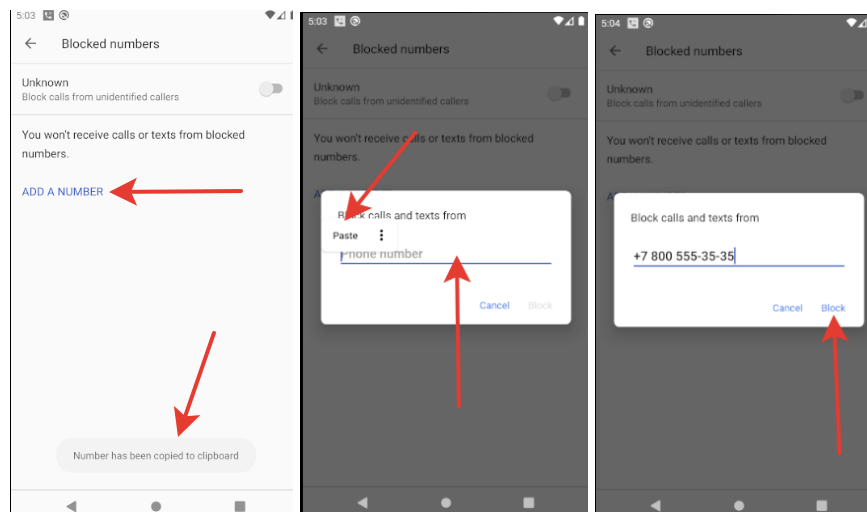 5:03
Blocked numbers
Unknown
Block calls from unidentified callers
You won't receive calls or texts from blocked
numbers.
ADD A NUMBER
Number has been copied to clipboard
5:03
Blocked numbers
Unknown
Block calls from unidentified callers
You won't receive calls or texts from blocked
numbers.
A
Block calls and texts from
Paste
Phone number
Cancel Block
5:04
Blocked numbers
Unknown
Block calls from unidentified callers
You won't receive calls or texts from blocked
numbers.
A
Block calls and texts from
+7 800 555-35-35
Cancel Block